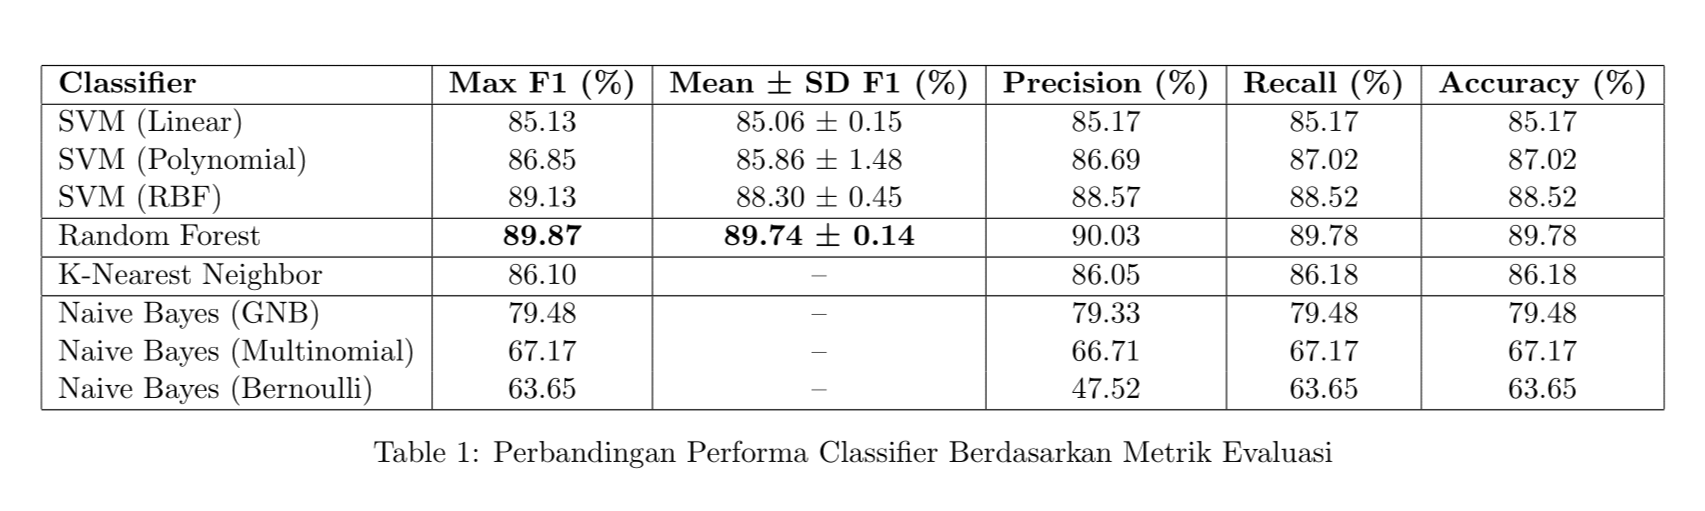 Classifier Max F1 (%) Mean ± SD F1 (%) Precision (%) Recall (%) Accuracy (%)
SVM (Linear) 85.13 85.06 ± 0.15 85.17 85.17 85.17
SVM (Polynomial) 86.85 85.86 ± 1.48 86.69 87.02 87.02
SVM (RBF) 89.13 88.30 ± 0.45 88.57 88.52 88.52
Random Forest 89.87 89.74 ± 0.14 90.03 89.78 89.78
K-Nearest Neighbor 86.10 – 86.05 86.18 86.18
Naive Bayes (GNB) 79.48 – 79.33 79.48 79.48
Naive Bayes (Multinomial) 67.17 – 66.71 67.17 67.17
Naive Bayes (Bernoulli) 63.65 – 47.52 63.65 63.65
Table 1: Perbandingan Performa Classifier Berdasarkan Metrik Evaluasi